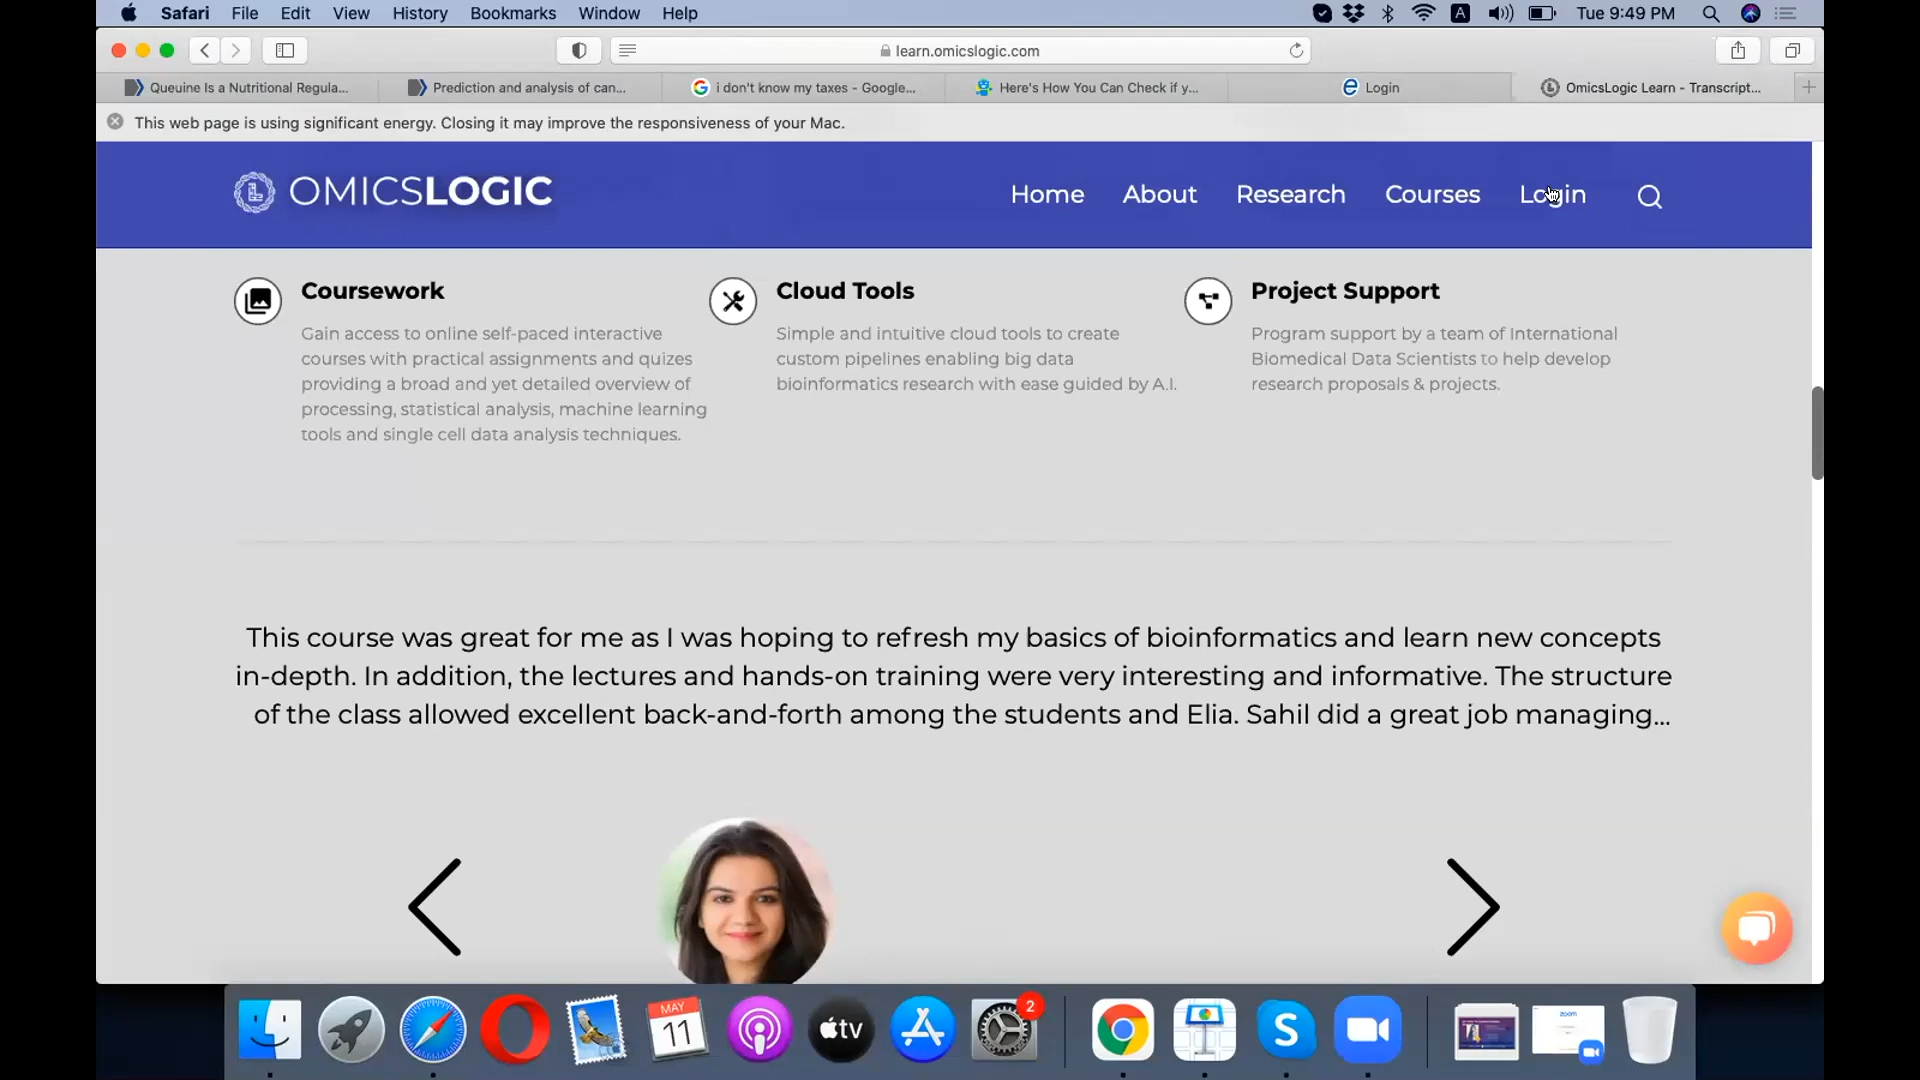 Safari File Edit View History Bookmarks Window Help A Tue 9:49 PM
learn.omicslogic.com
Queuine Is a Nutritional Regula... Prediction and analysis of can... i don't know my taxes - Google... Here's How You Can Check if y... Login OmicsLogic Learn - Transcript...
This web page is using significant energy. Closing it may improve the responsiveness of your Mac.
OMICSLOGIC
Home About Research Courses Login
Coursework
Gain access to online self-paced interactive
courses with practical assignments and quizes
providing a broad and yet detailed overview of
processing, statistical analysis, machine learning
tools and single cell data analysis techniques.
Cloud Tools
Simple and intuitive cloud tools to create
custom pipelines enabling big data
bioinformatics research with ease guided by A.I.
Project Support
Program support by a team of International
Biomedical Data Scientists to help develop
research proposals & projects.
This course was great for me as I was hoping to refresh my basics of bioinformatics and learn new concepts
in-depth. In addition, the lectures and hands-on training were very interesting and informative. The structure
of the class allowed excellent back-and-forth among the students and Elia. Sahil did a great job managing...
MAY
11
tv
2
S
zoom